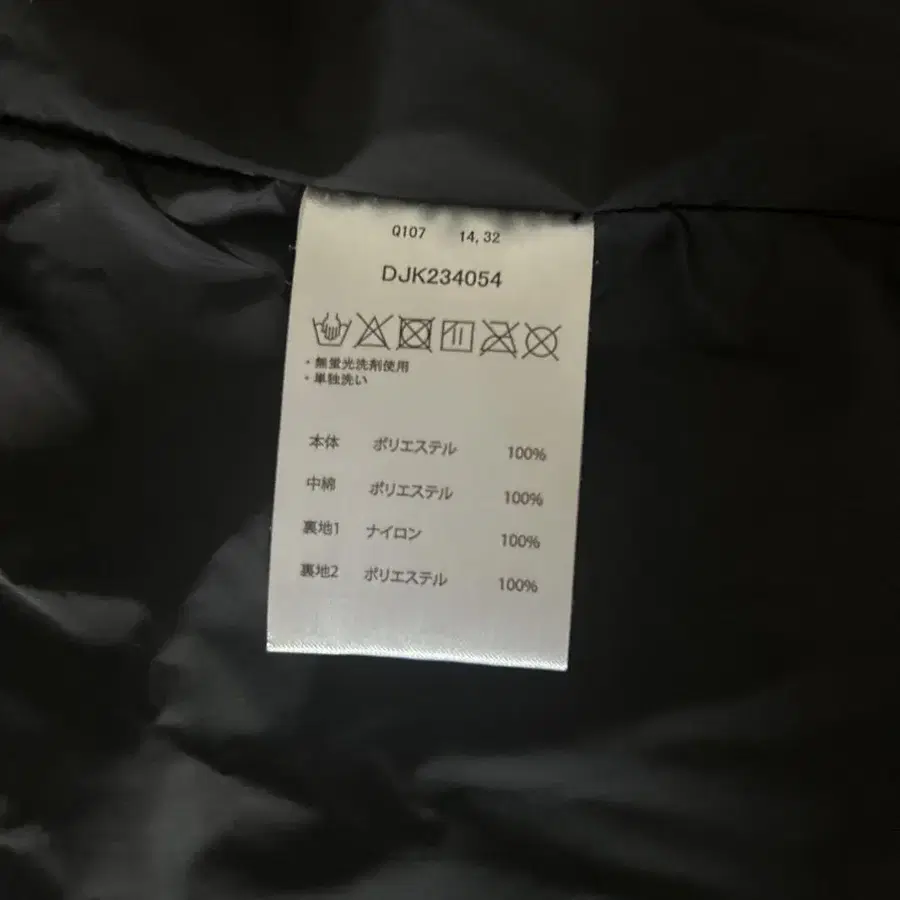 Q107 14,32
DJK234054
・無蛍光洗剤使用
・単独洗い
本体 ポリエステル 100%
中綿 ポリエステル 100%
裏地1 ナイロン 100%
裏地2 ポリエステル 100%